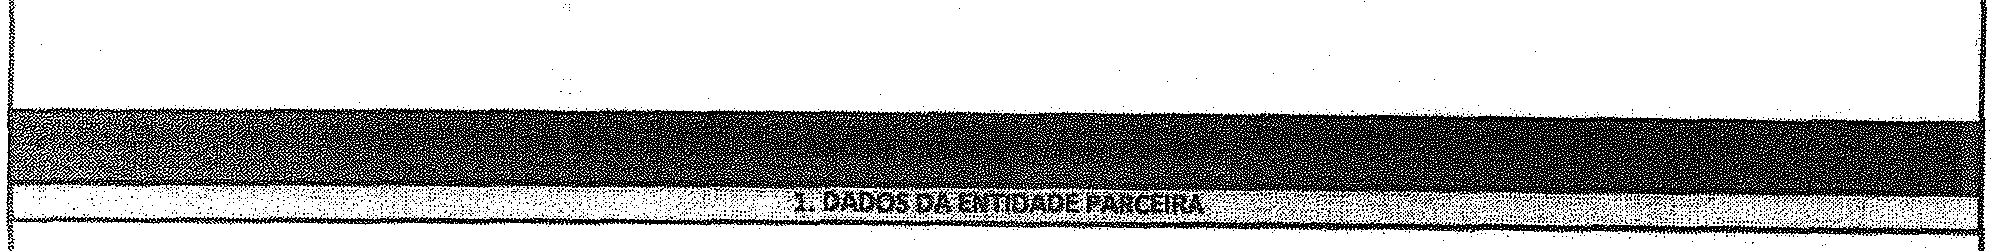 1. DADOS DA ENTIDADE PARCEIRA